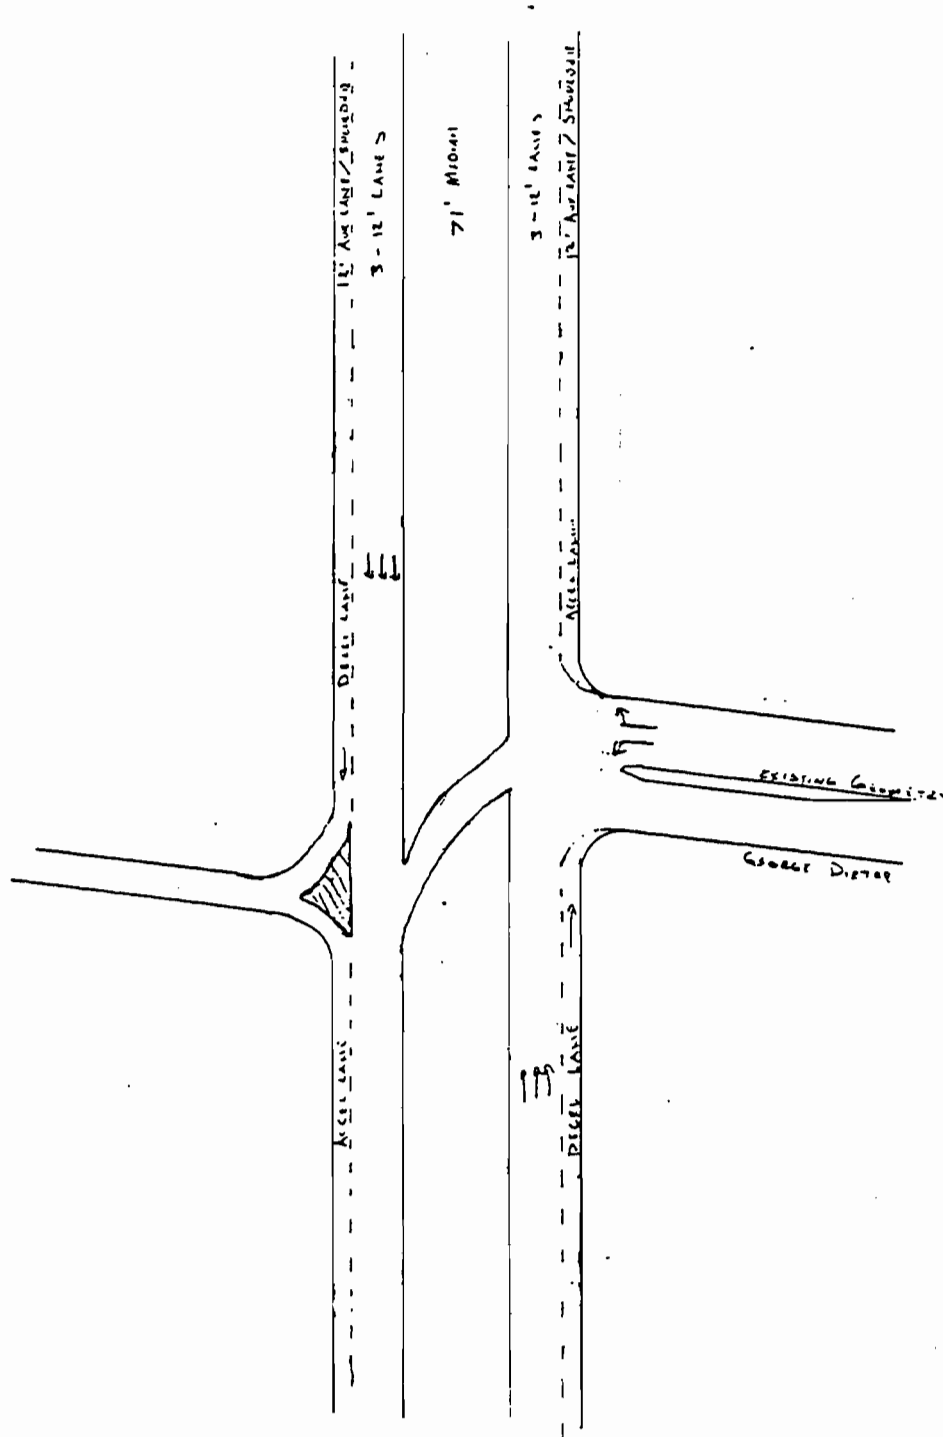 12' AUX LANE/SHOULDER
3-12' LANES
71' MEDIAN
3-12' LANES
12' AUX LANE/SHOULDER
DECEL LANE
ACCEL LANE
EXISTING GEOMETRY
GEORGE DIETER
ACCEL LANE
DECEL LANE